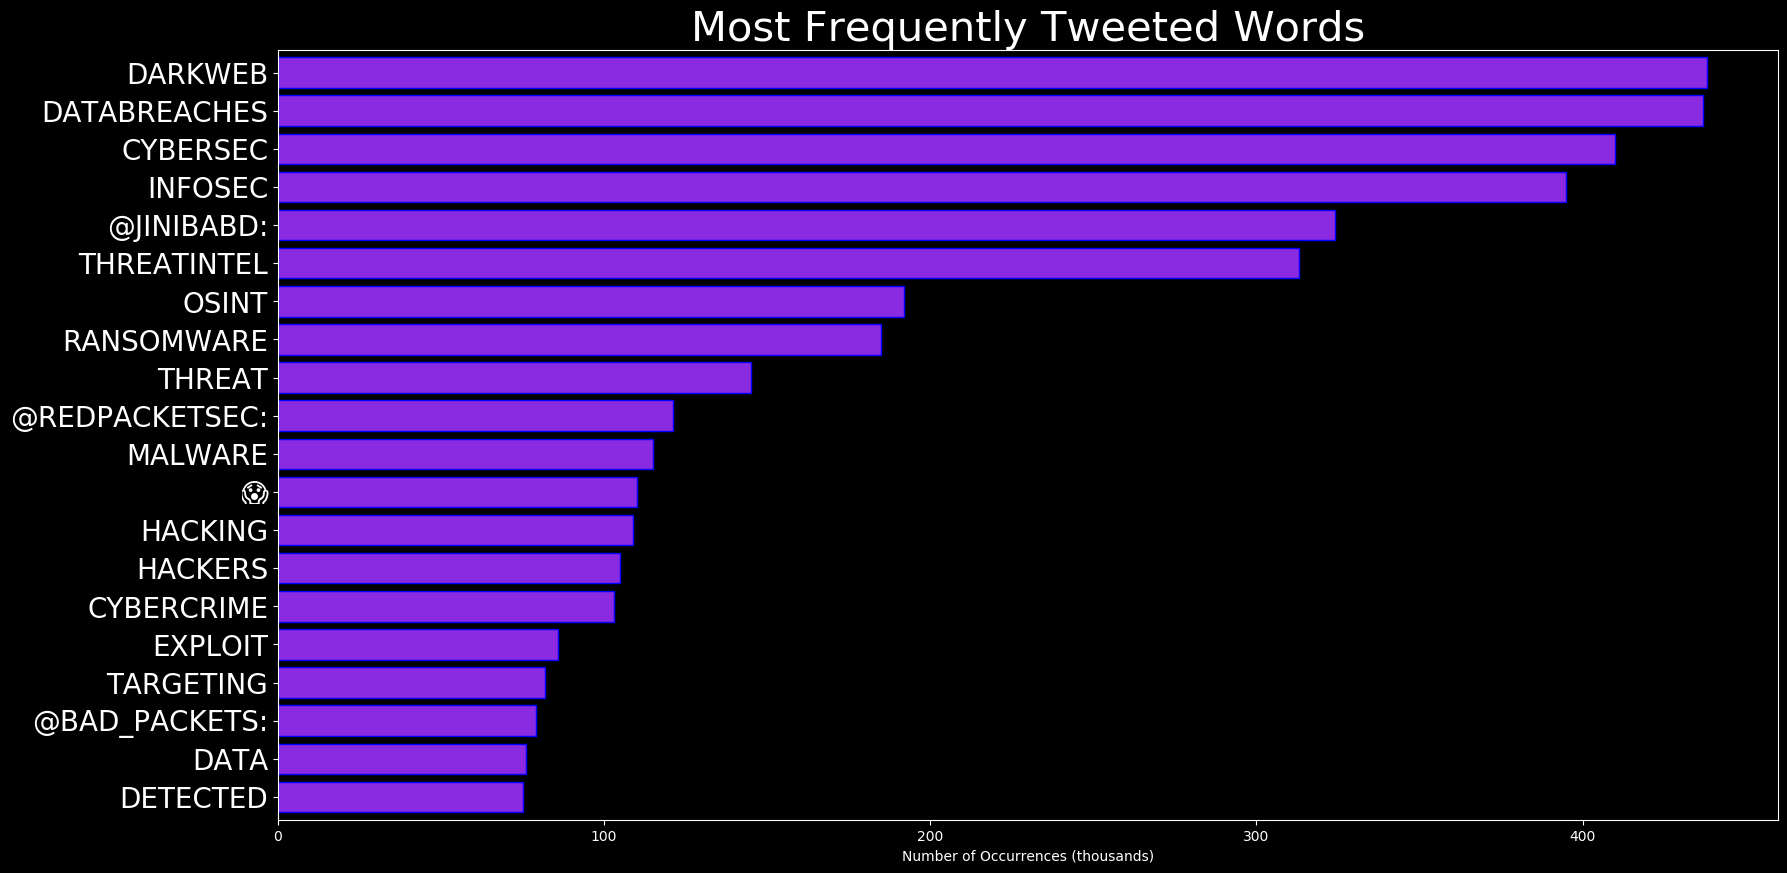 Most Frequently Tweeted Words
DARKWEB
DATABREACHES
CYBERSEC
INFOSEC
@JINIBABD:
THREATINTEL
OSINT
RANSOMWARE
THREAT
@REDPACKETSEC:
MALWARE
😱
HACKING
HACKERS
CYBERCRIME
EXPLOIT
TARGETING
@BAD_PACKETS:
DATA
DETECTED
0 100 200 300 400
Number of Occurrences (thousands)